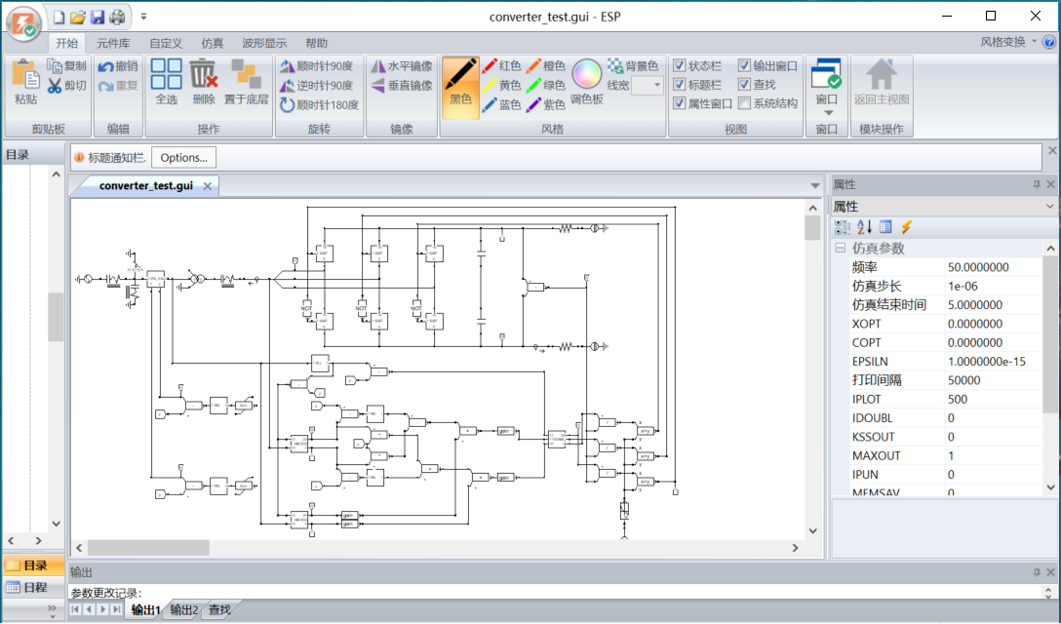 converter_test.gui - ESP
开始 元件库 自定义 仿真 波形显示 帮助 风格变换
粘贴 复制 剪切 撤销 重复 全选 删除 置于底层
顺时针90度 逆时针90度 顺时针180度
水平镜像 垂直镜像
黑色 红色 黄色 蓝色 橙色 绿色 紫色 调色板 背景色 线宽
状态栏 标题栏 属性窗口 输出窗口 查找 系统结构
窗口 返回主视图
剪贴板 编辑 操作 旋转 镜像 风格 视图 窗口 模块操作
目录
标题通知栏. Options...
converter_test.gui
NOT NOT NOT
属性
属性
仿真参数
频率 50.0000000
仿真步长 1e-06
仿真结束时间 5.0000000
XOPT 0.0000000
COPT 0.0000000
EPSILN 1.0000000e-15
打印间隔 50000
IPLOT 500
IDOUBL 0
KSSOUT 0
MAXOUT 1
IPUN 0
MEMSAV 0
目录
日程
输出
参数更改记录:
输出1 输出2 查找